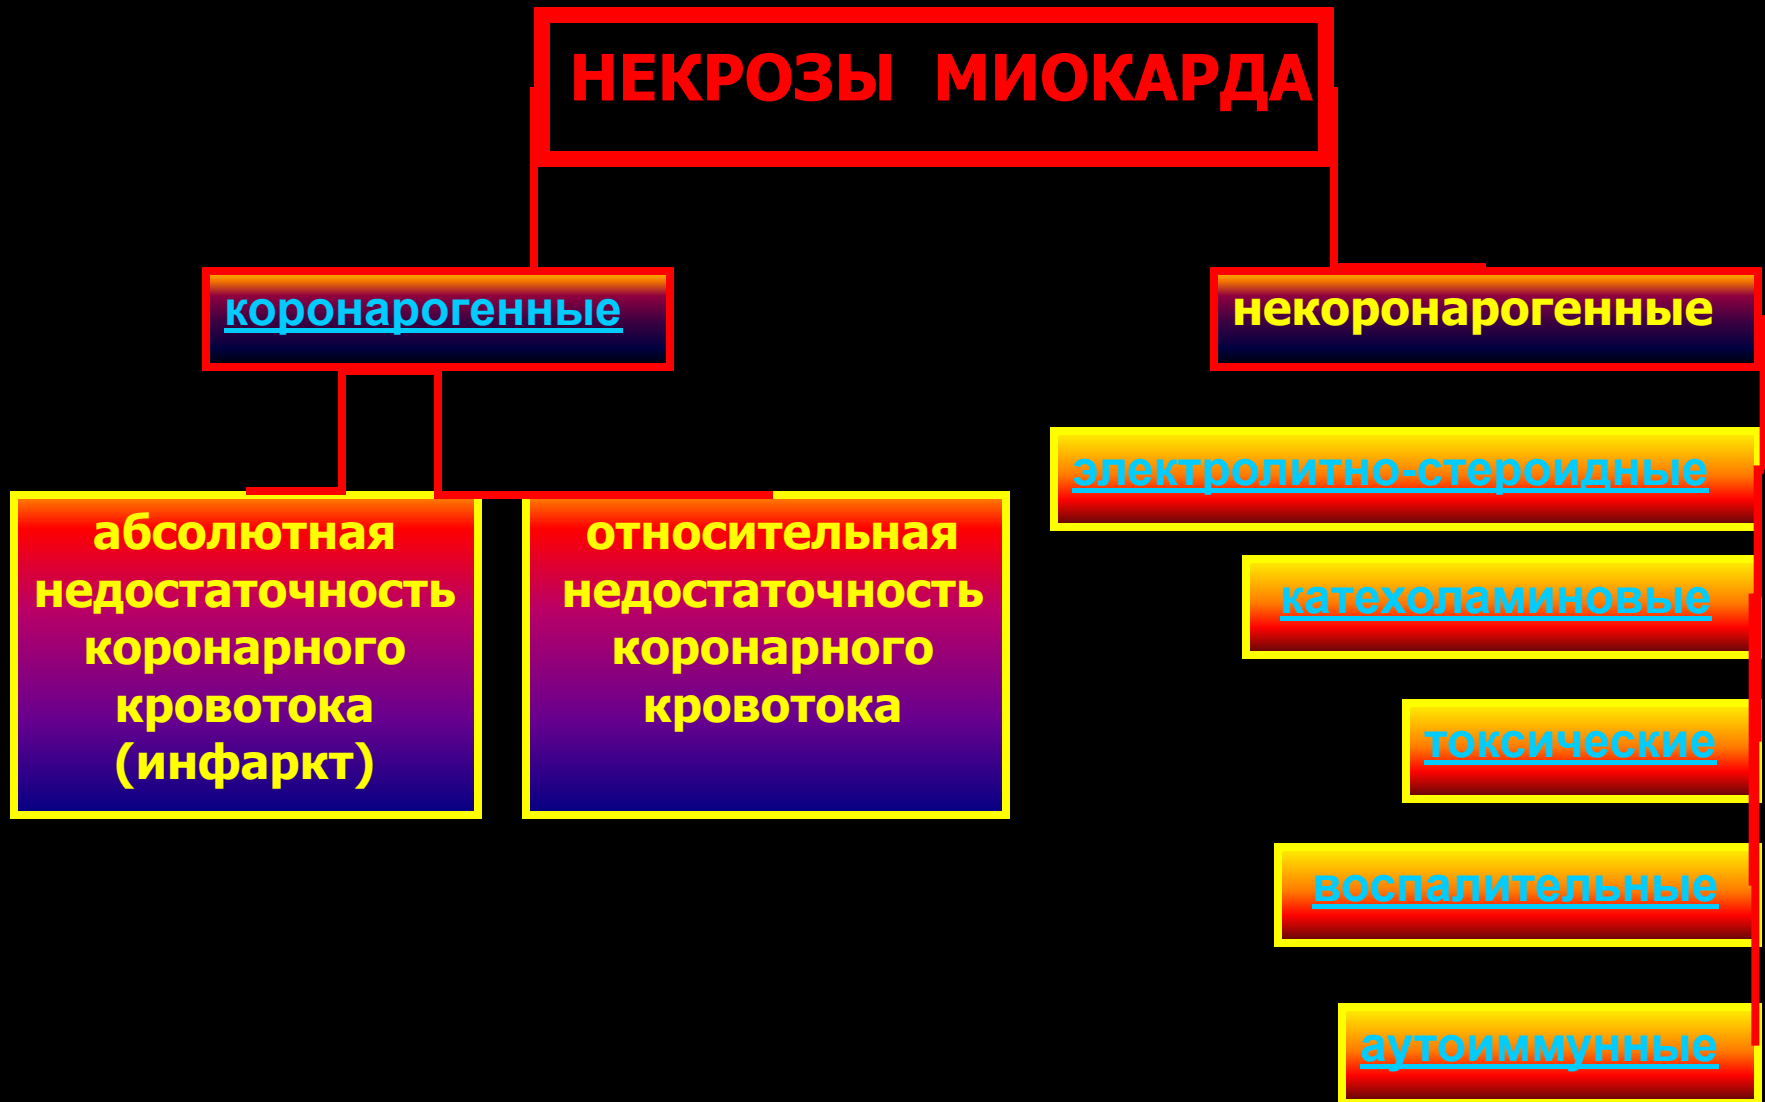 НЕКРОЗЫ МИОКАРДА
коронарогенные
некоронарогенные
абсолютная
недостаточность
коронарного
кровотока
(инфаркт)
относительная
недостаточность
коронарного
кровотока
электролитно-стероидные
катехоламиновые
токсические
воспалительные
аутоиммунные